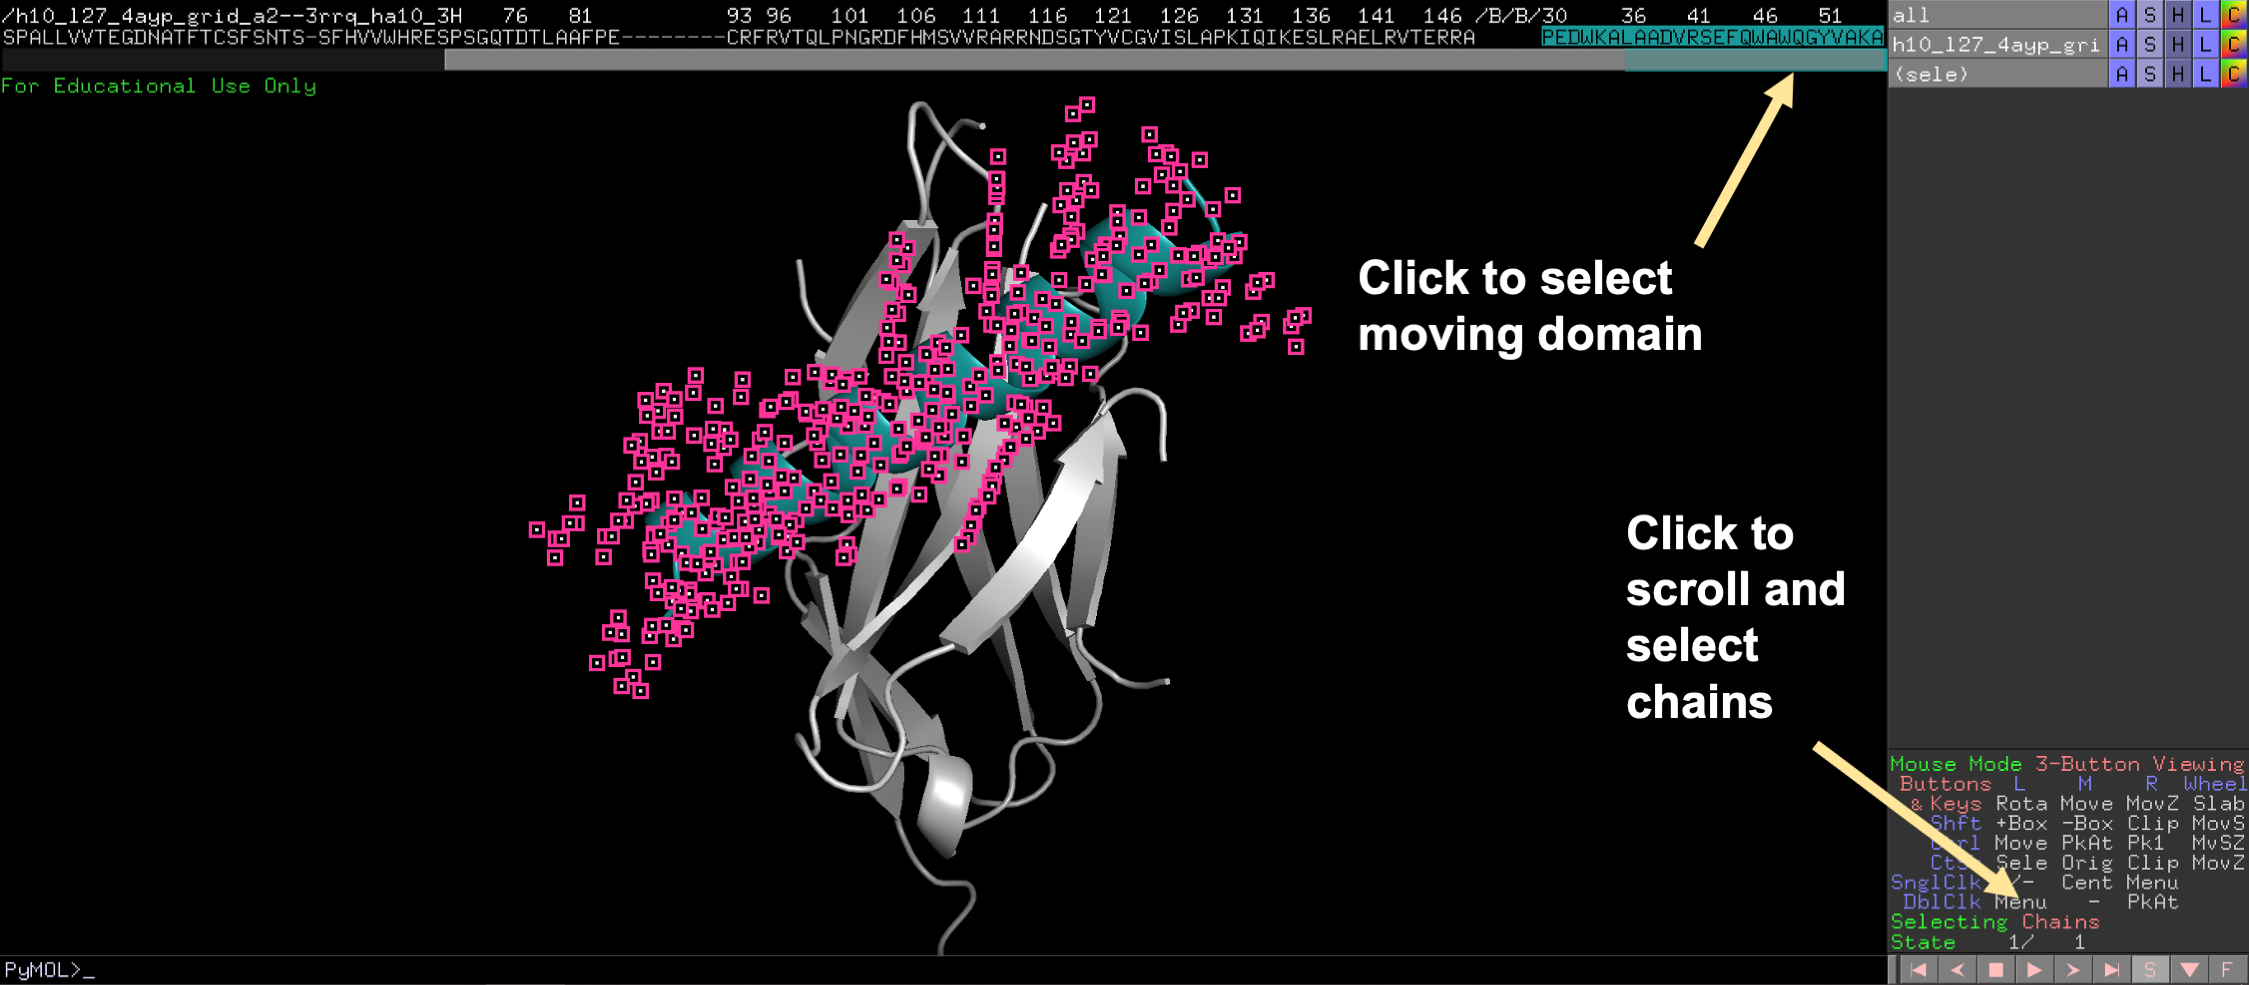 /h10_l27_4ayp_grid_a2--3rrq_ha10_3H 76 81 93 96 101 106 111 116 121 126 131 136 141 146 /B/B/30 36 41 46 51
SPALLVVTEGDNATFTCSFSNTS-SFHVVWHRESPSGQTDTLAAFPE--------CRFRVTQLPNGRDFHMSVVRARRNDSGTYVCGVISLAPKIQIKESLRAELRVTERRA PEDWKALAADVRSEFQWAWQGYVAKA
all A S H L C
h10_l27_4ayp_gri A S H L C
(sele) A S H L C
For Educational Use Only
Click to select
moving domain
Click to
scroll and
select
chains
Mouse Mode 3-Button Viewing
Buttons L M R Wheel
& Keys Rota Move MovZ Slab
Shft +Box -Box Clip MovS
Move PkAt Pk1 MvSZ
Sele Orig Clip MovZ
SnglClk Cent Menu
DblClk Menu - PkAt
Selecting Chains
State 1/ 1
PyMOL>_
S F